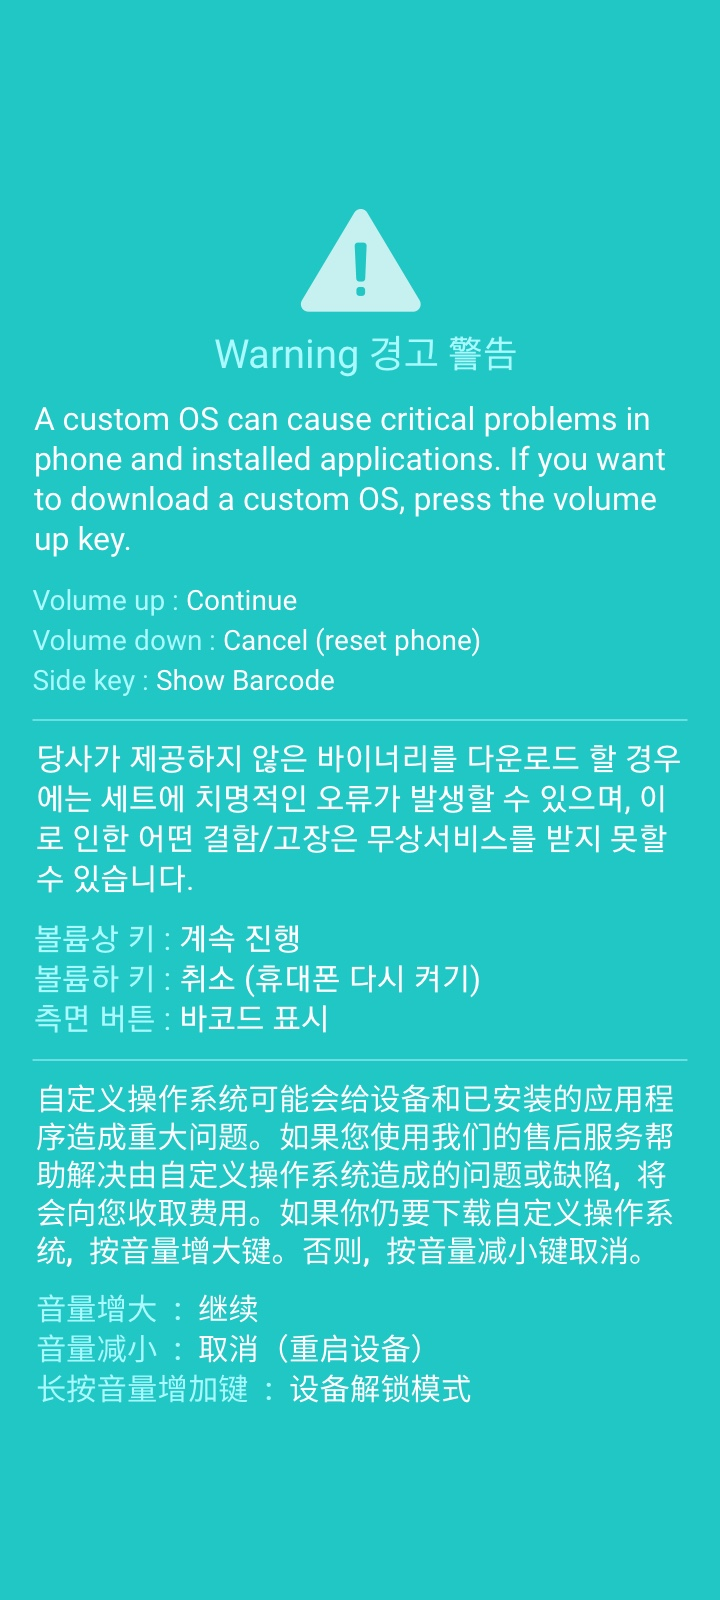 Warning 경고 警告
A custom OS can cause critical problems in
phone and installed applications. If you want
to download a custom OS, press the volume
up key.
Volume up : Continue
Volume down : Cancel (reset phone)
Side key : Show Barcode
당사가 제공하지 않은 바이너리를 다운로드 할 경우
에는 세트에 치명적인 오류가 발생할 수 있으며, 이
로 인한 어떤 결함/고장은 무상서비스를 받지 못할
수 있습니다.
볼륨상 키 : 계속 진행
볼륨하 키 : 취소 (휴대폰 다시 켜기)
측면 버튼 : 바코드 표시
自定义操作系统可能会给设备和已安装的应用程
序造成重大问题。如果您使用我们的售后服务帮
助解决由自定义操作系统造成的问题或缺陷, 将
会向您收取费用。如果你仍要下载自定义操作系
统, 按音量增大键。否则, 按音量减小键取消。
音量增大 : 继续
音量减小 : 取消（重启设备）
长按音量增加键 : 设备解锁模式